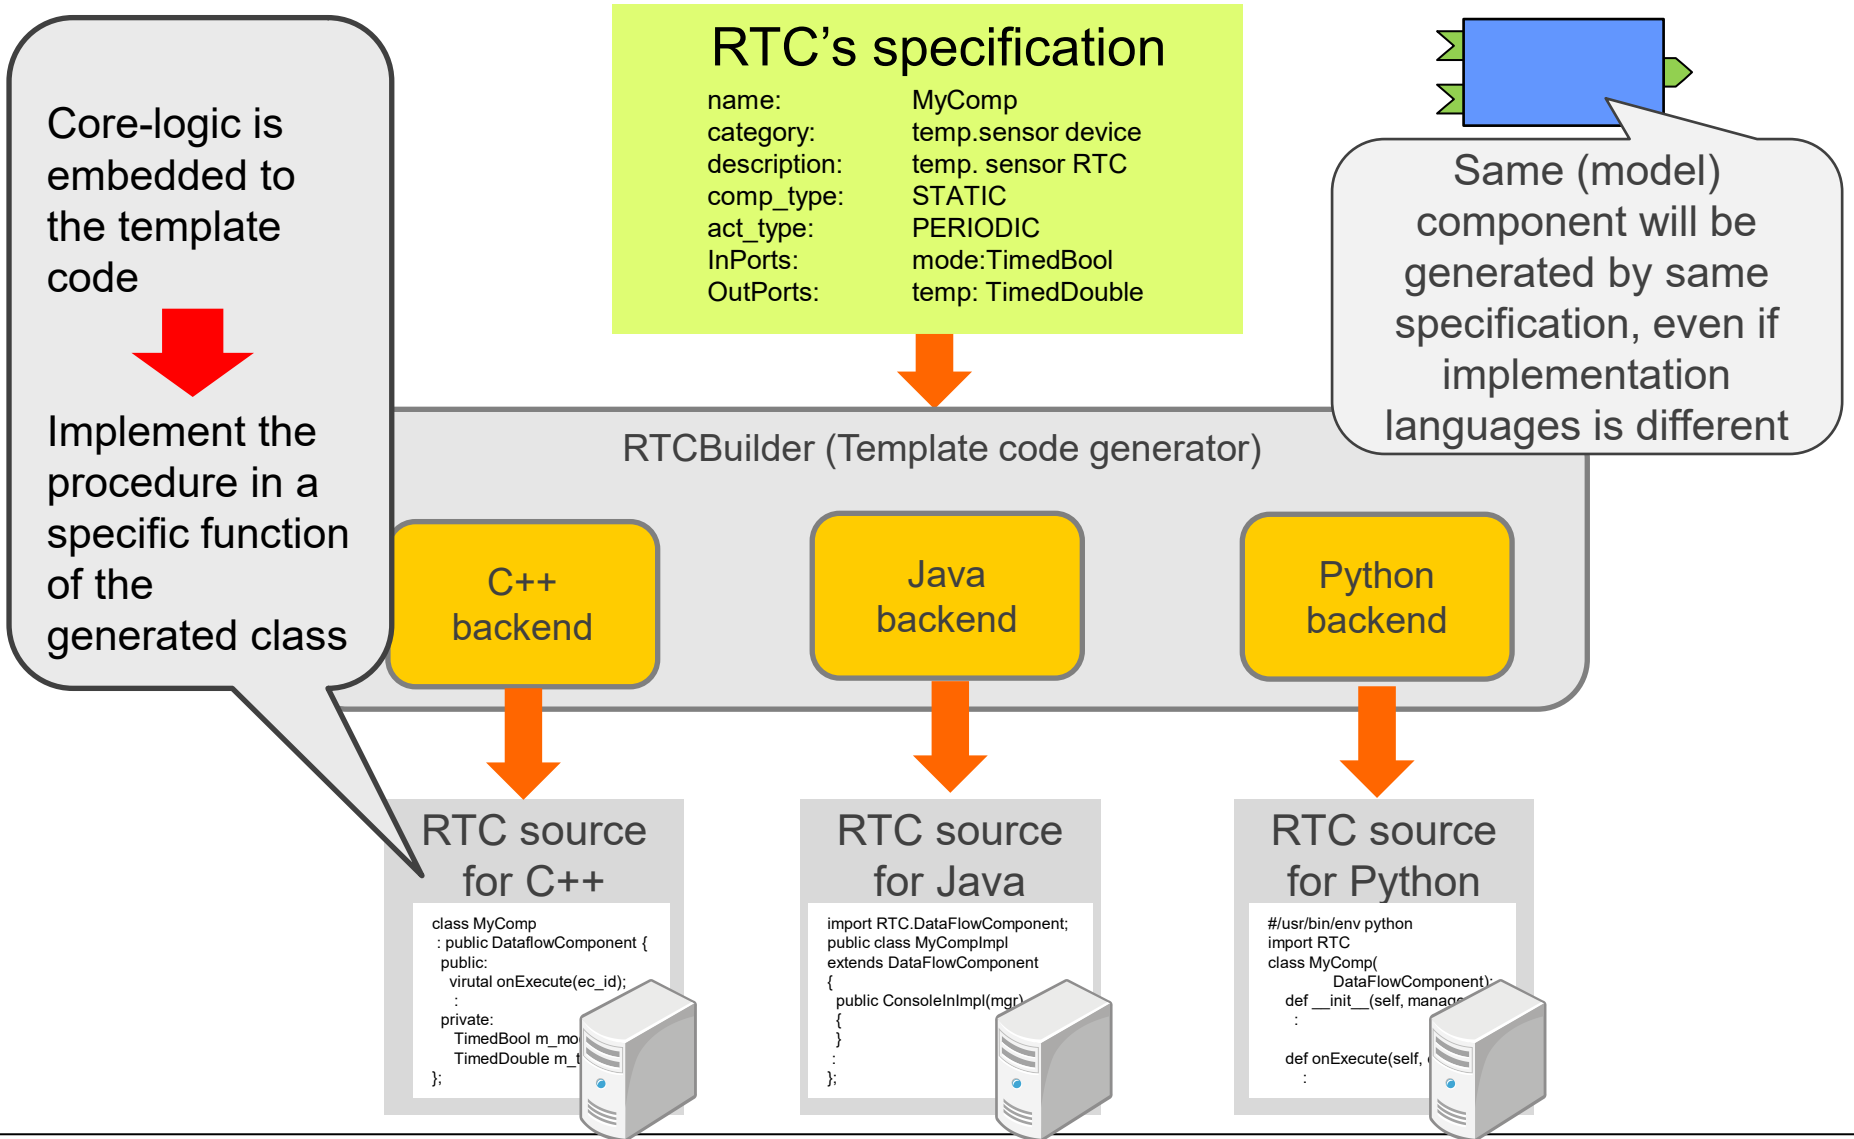 Core-logic is
embedded to
the template
code
Implement the
procedure in a
specific function
of the
generated class
RTC's specification
name: MyComp
category: temp.sensor device
description: temp. sensor RTC
comp_type: STATIC
act_type: PERIODIC
InPorts: mode:TimedBool
OutPorts: temp: TimedDouble
Same (model)
component will be
generated by same
specification, even if
implementation
languages is different
RTCBuilder (Template code generator)
C++
backend
Java
backend
Python
backend
RTC source
for C++
class MyComp
: public DataflowComponent {
public:
virutal onExecute(ec_id);
:
private:
TimedBool
TimedDouble
};
RTC source
for Java
import RTC.DataFlowComponent;
public class MyCompImpl
extends DataFlowComponent
{
public ConsoleInImpl(mgr)
{
}
:
};
RTC source
for Python
#/usr/bin/env python
import RTC
class MyComp(
DataFlowComponent):
def __init__(self,
:
def onExecute(self,
: